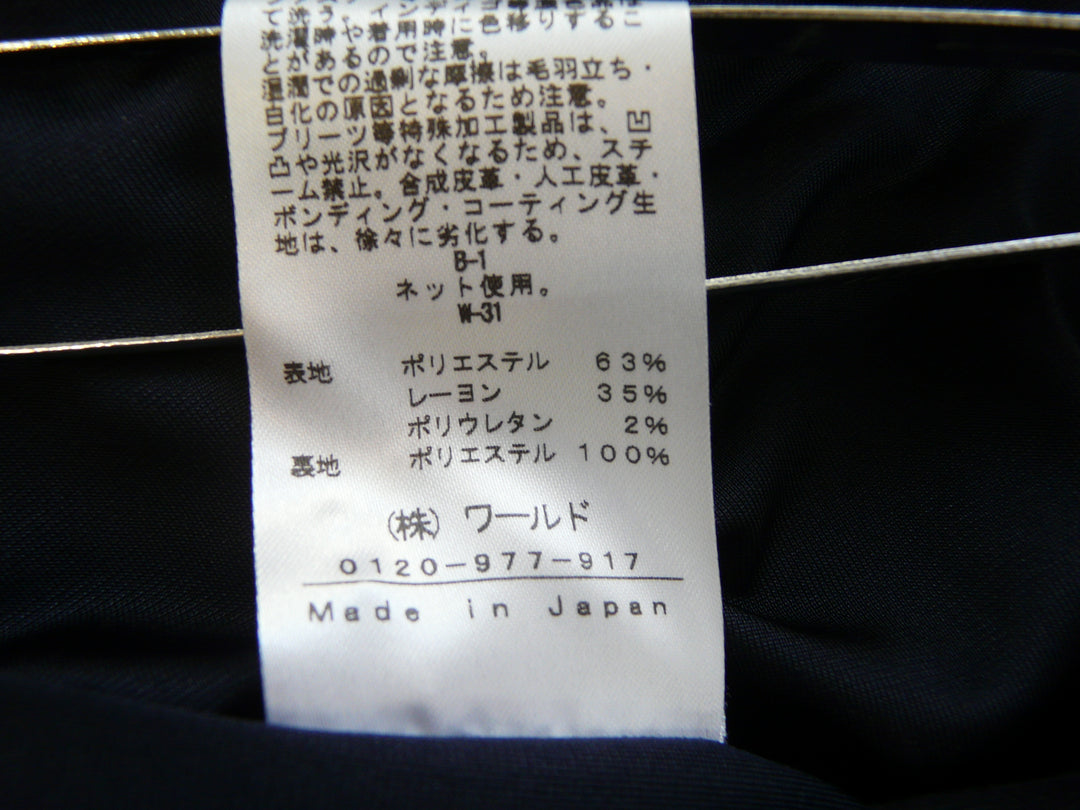 洗濯時や着用時に色移りするこ
とがあるので注意。
湿潤での過剰な摩擦は毛羽立ち・
白化の原因となるため注意。
プリーツ等特殊加工製品は、凹
凸や光沢がなくなるため、スチ
ーム禁止。合成皮革・人工皮革・
ボンディング・コーティング生
地は、徐々に劣化する。
B-1
ネット使用。
W-31
表地 ポリエステル 63%
レーヨン 35%
ポリウレタン 2%
裏地 ポリエステル 100%
(株) ワールド
0120-977-917
Made in Japan